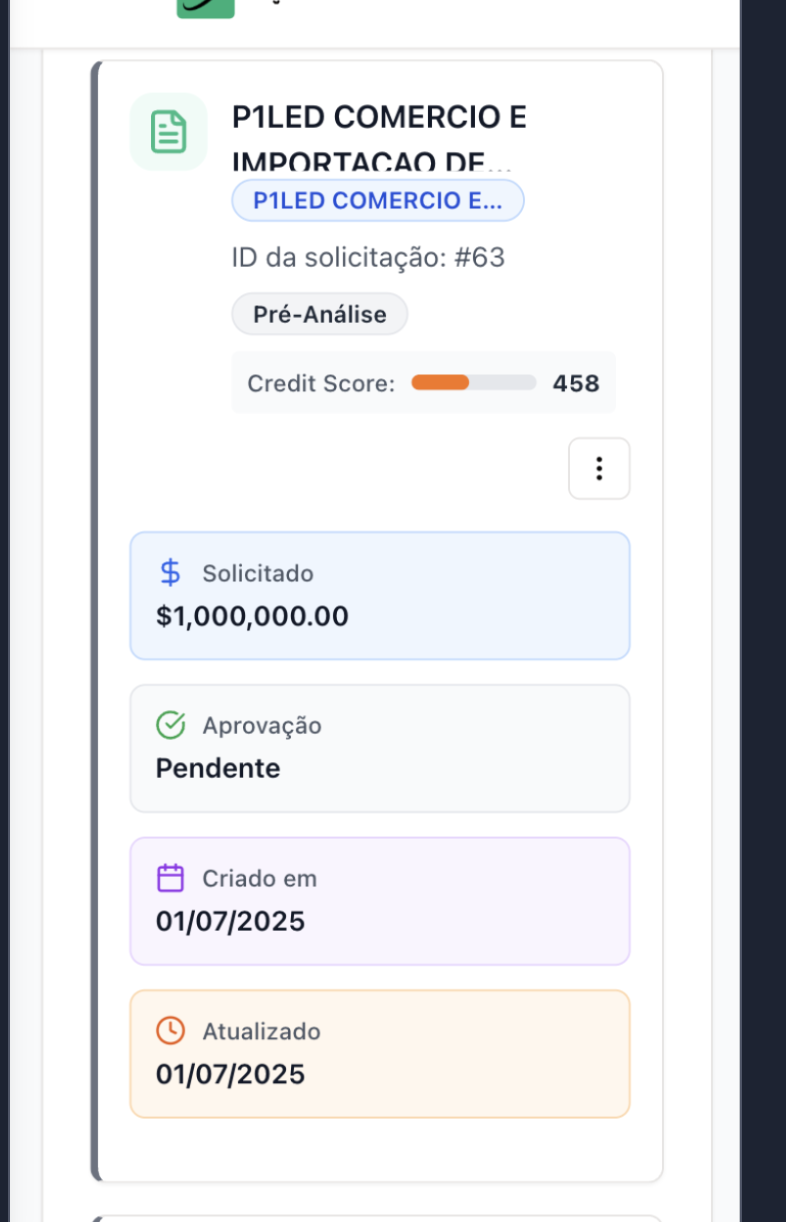 P1LED COMERCIO E
IMPORTACAO DE...
P1LED COMERCIO E...
ID da solicitação: #63
Pré-Análise
Credit Score: 458
Solicitado
$1,000,000.00
Aprovação
Pendente
Criado em
01/07/2025
Atualizado
01/07/2025